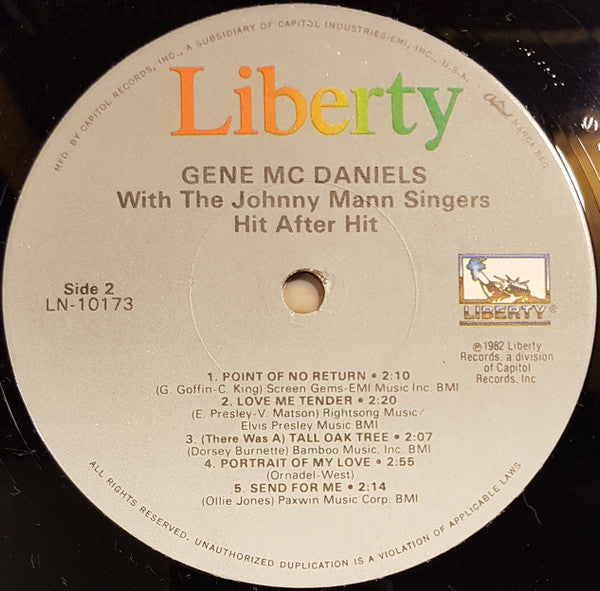 MFD. BY CAPITOL RECORDS, INC., A SUBSIDIARY OF CAPITOL INDUSTRIES-EMI, INC., U.S.A. • Capitol MARCA REG.
Liberty
GENE MC DANIELS
With The Johnny Mann Singers
Hit After Hit
Side 2
LN-10173
LIBERTY®
℗1982 Liberty
Records, a division
of Capitol
Records, Inc.
1. POINT OF NO RETURN • 2:10
(G. Goffin-C. King) Screen Gems-EMI Music Inc. BMI
2. LOVE ME TENDER • 2:20
(E. Presley-V. Matson) Rightsong Music/
Elvis Presley Music BMI
3. (There Was A) TALL OAK TREE • 2:07
(Dorsey Burnette) Bamboo Music, Inc. BMI
4. PORTRAIT OF MY LOVE • 2:55
(Ornadel-West)
5. SEND FOR ME • 2:14
(Ollie Jones) Paxwin Music Corp. BMI
ALL RIGHTS RESERVED. UNAUTHORIZED DUPLICATION IS A VIOLATION OF APPLICABLE LAWS